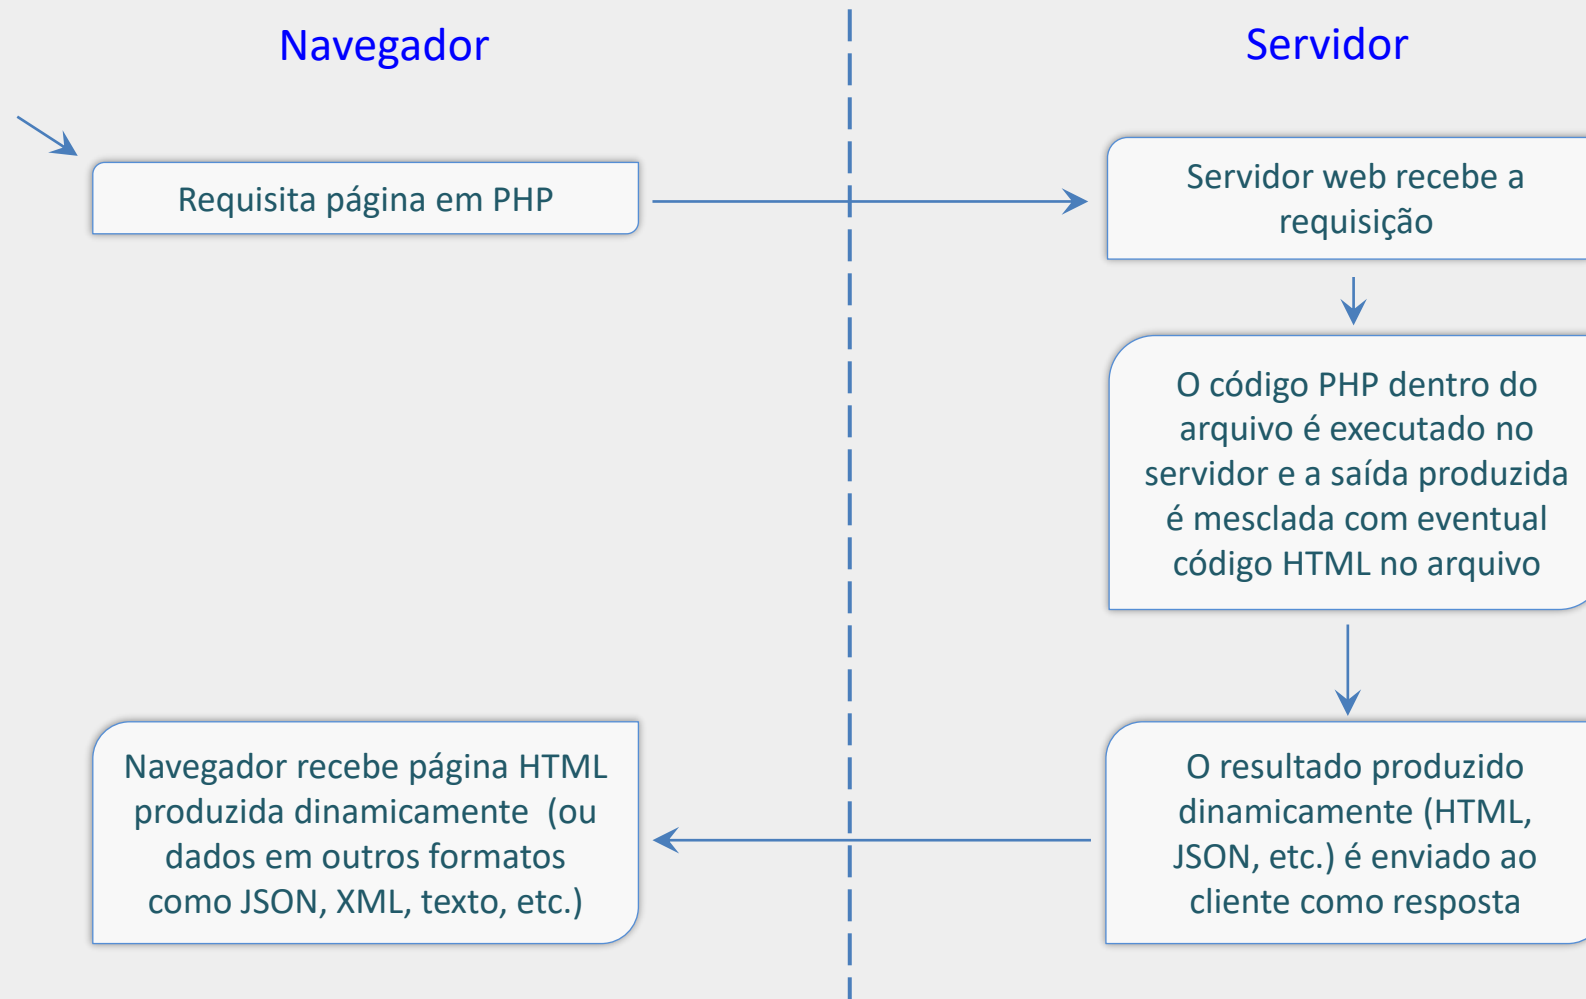 Navegador
Servidor
Requisita página em PHP
Servidor web recebe a
requisição
O código PHP dentro do
arquivo é executado no
servidor e a saída produzida
é mesclada com eventual
código HTML no arquivo
Navegador recebe página HTML
produzida dinamicamente  (ou
dados em outros formatos
como JSON, XML, texto, etc.)
O resultado produzido
dinamicamente (HTML,
JSON, etc.) é enviado ao
cliente como resposta